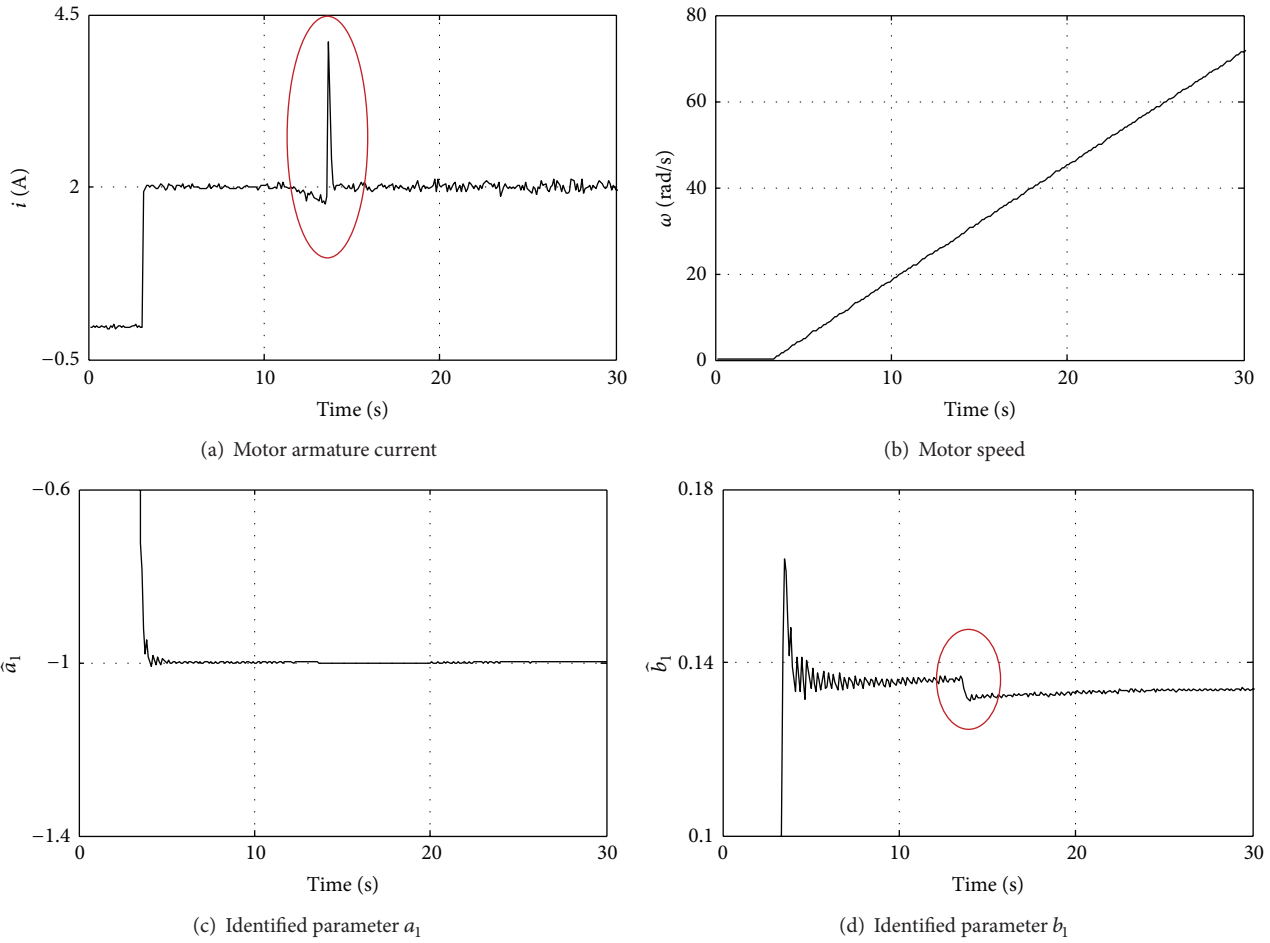 4.5
2
−0.5
i (A)
0 10 20 30
Time (s)
(a) Motor armature current
80
60
40
20
0
ω (rad/s)
0 10 20 30
Time (s)
(b) Motor speed
−0.6
−1
−1.4
â₁
0 10 20 30
Time (s)
(c) Identified parameter a₁
0.18
0.14
0.1
b̂₁
0 10 20 30
Time (s)
(d) Identified parameter b₁